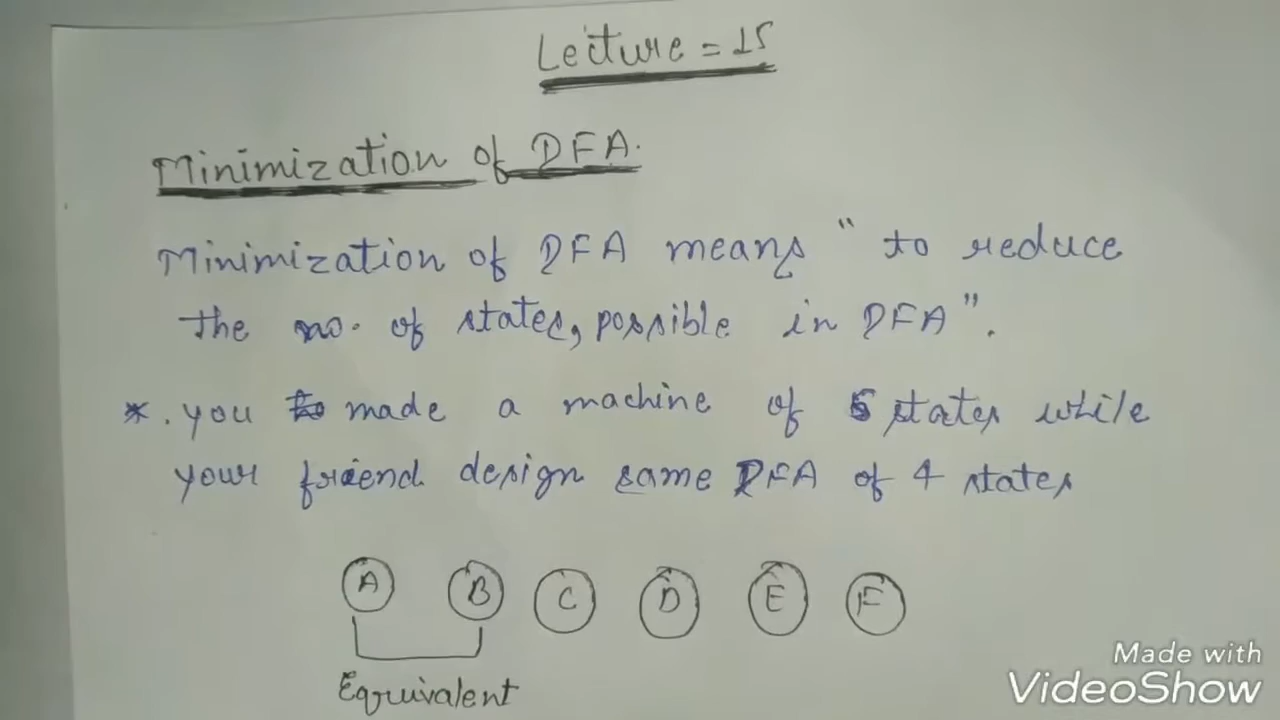 Lecture = 15
Minimization of DFA.
Minimization of DFA means " to reduce
the no. of states, possible in DFA".
*. you made a machine of 5 states while
your friend design same DFA of 4 states
A B C D E F
Equivalent
Made with
VideoShow